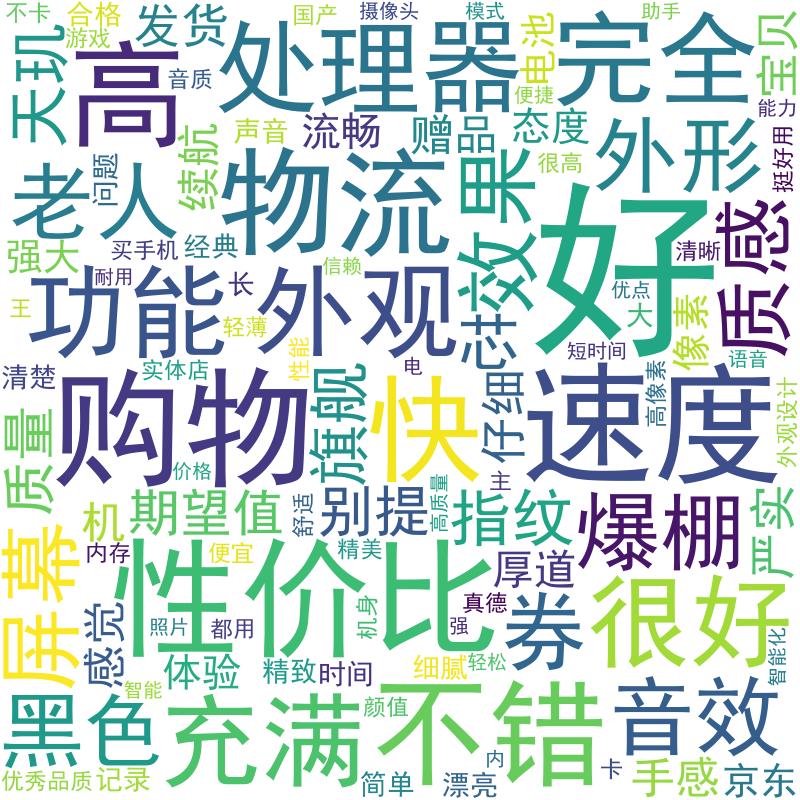 不卡
合格
发货
国产
摄像头
模式
助手
游戏
高
处理器
电池
完全
宝贝
天玑
音质
便捷
能力
声音
流畅
赠品
态度
外形
挺好用
续航
问题
老人
物流
效果
很高
好
质感
强大
买手机
经典
信赖
清晰
耐用
长
优点
王
轻薄
大
功能
外观
像素
芯
短时间
语音
清楚
实体店
性能
电
高像素
外观设计
购物
旗舰
快
仔细
速度
质量
价格
主
期望值
舒适
别提
高质量
指纹
爆棚
严实
机
屏幕
内存
便宜
精美
厚道
性价比
机身
真德
券
很好
感觉
照片
都用
强
智能化
体验
精致
时间
细腻
轻松
智能
黑色
充满
颜值
不错
音效
内
卡
优秀品质
记录
简单
漂亮
手感
京东